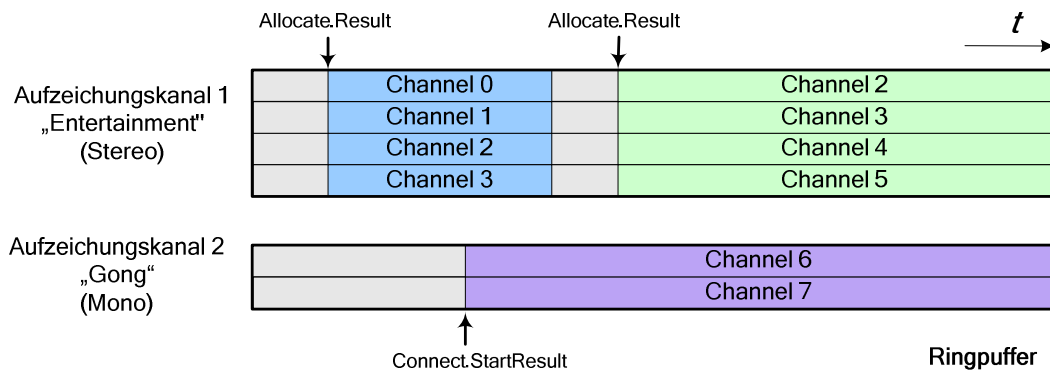 Allocate.Result
Allocate.Result
t
Aufzeichungskanal 1
„Entertainment"
(Stereo)
Channel 0
Channel 2
Channel 1
Channel 3
Channel 2
Channel 4
Channel 3
Channel 5
Aufzeichungskanal 2
„Gong“
(Mono)
Channel 6
Channel 7
Connect.StartResult
Ringpuffer